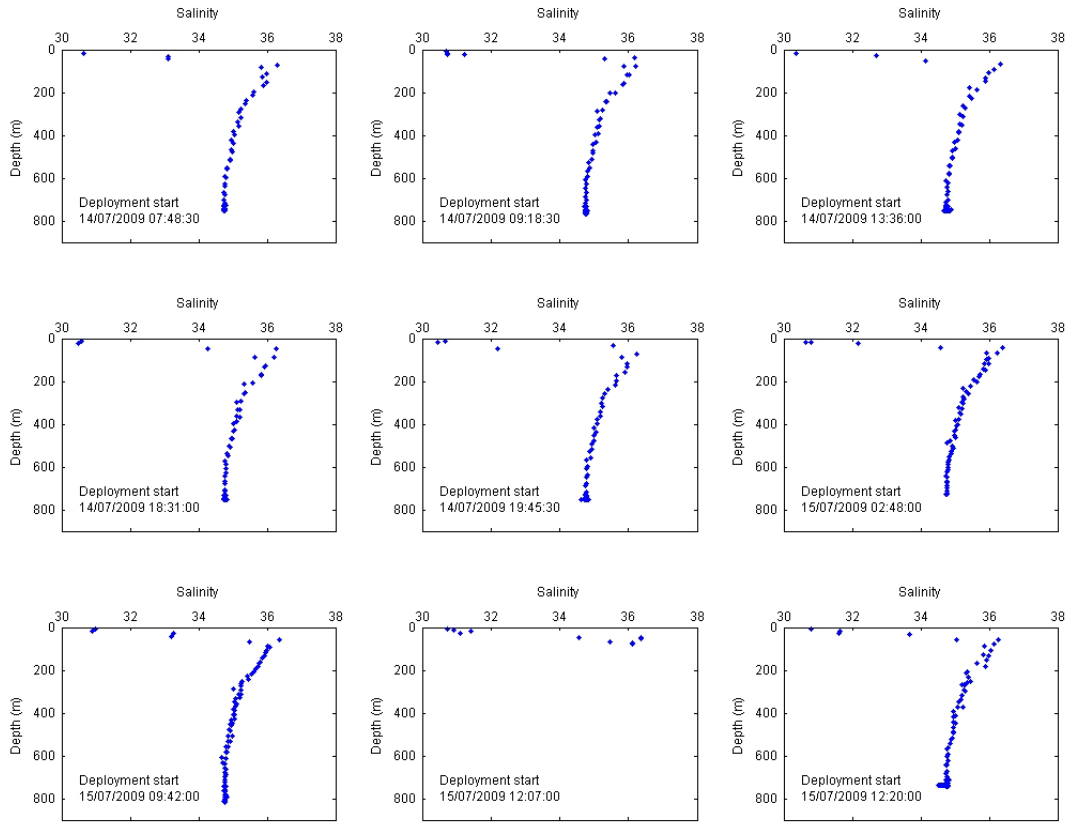 Salinity Salinity Salinity
30 32 34 36 38 30 32 34 36 38 30 32 34 36 38
0 0 0
200 200 200
Depth (m) Depth (m) Depth (m)
400 400 400
600 600 600
Deployment start Deployment start Deployment start
14/07/2009 07:48:30 14/07/2009 09:18:30 14/07/2009 13:36:00
800 800 800
Salinity Salinity Salinity
30 32 34 36 38 30 32 34 36 38 30 32 34 36 38
0 0 0
200 200 200
Depth (m) Depth (m) Depth (m)
400 400 400
600 600 600
Deployment start Deployment start Deployment start
14/07/2009 18:31:00 14/07/2009 19:45:30 15/07/2009 02:48:00
800 800 800
Salinity Salinity Salinity
30 32 34 36 38 30 32 34 36 38 30 32 34 36 38
0 0 0
200 200 200
Depth (m) Depth (m) Depth (m)
400 400 400
600 600 600
Deployment start Deployment start Deployment start
15/07/2009 09:42:00 15/07/2009 12:07:00 15/07/2009 12:20:00
800 800 800